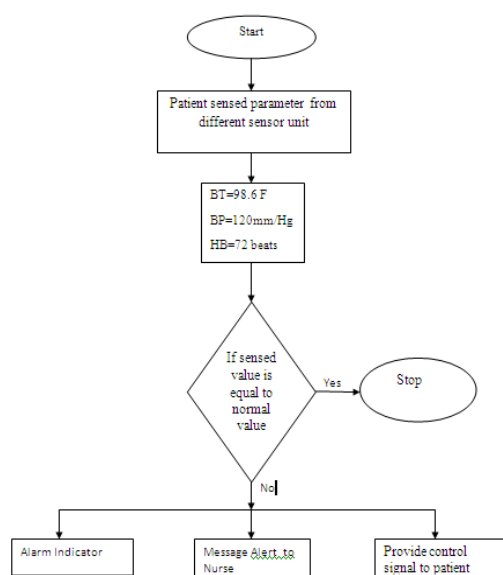 Start
Patient sensed parameter from
different sensor unit
BT=98.6 F
BP=120mm/Hg
HB=72 beats
If sensed
value is
equal to
normal
value
Yes
Stop
No
Alarm Indicator
Message Alert to
Nurse
Provide control
signal to patient